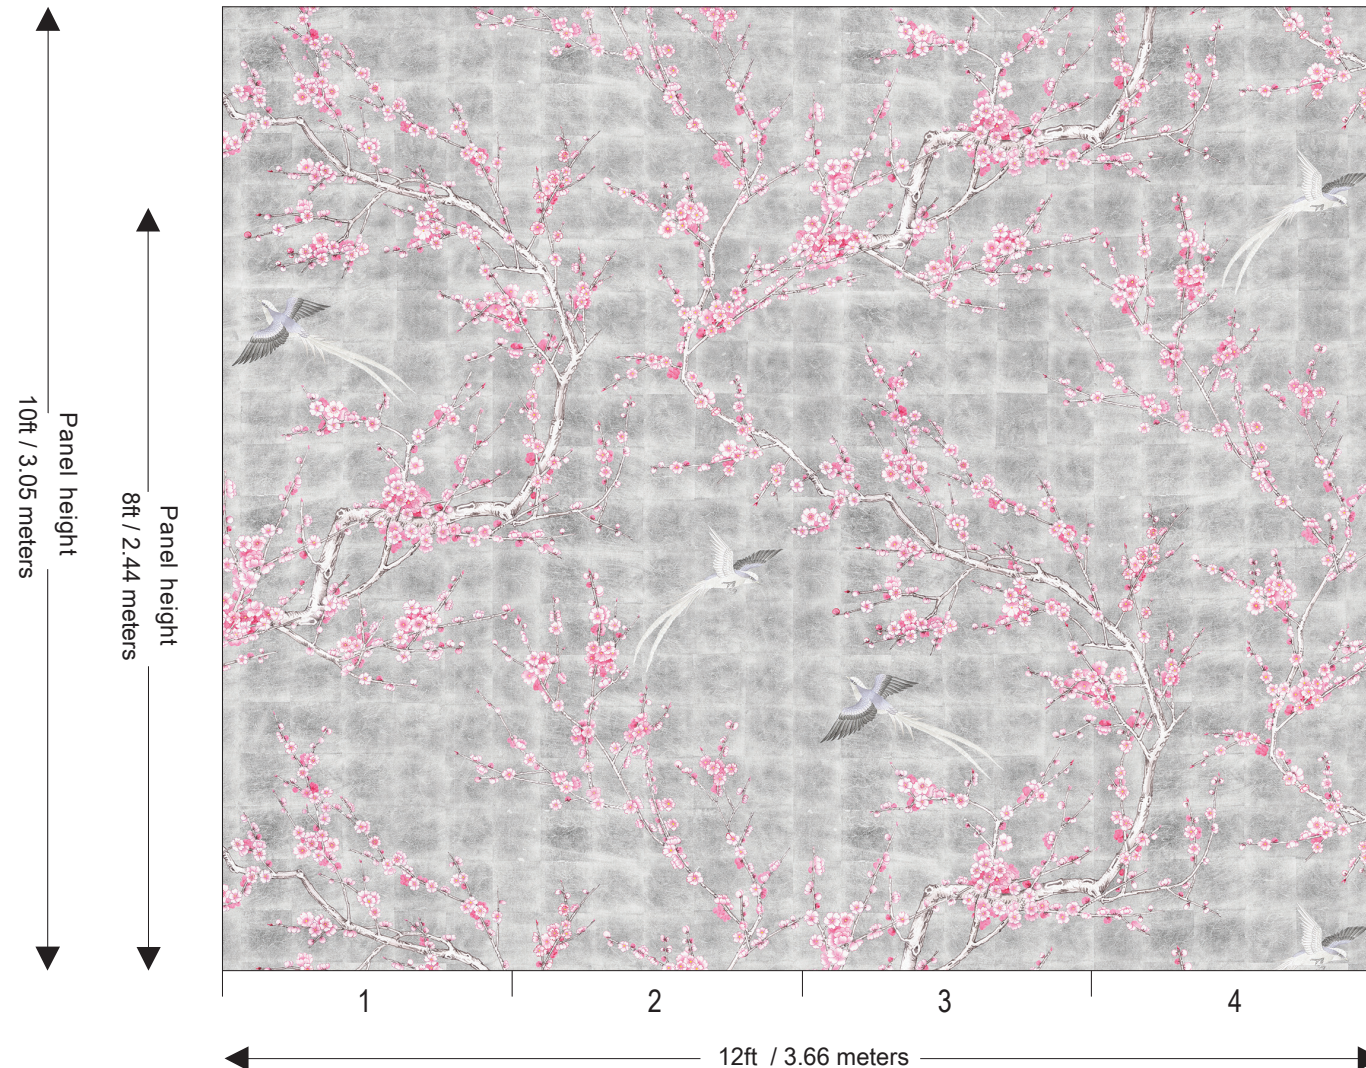 Panel height
10ft / 3.05 meters
Panel height
8ft / 2.44 meters
1
2
3
4
12ft / 3.66 meters